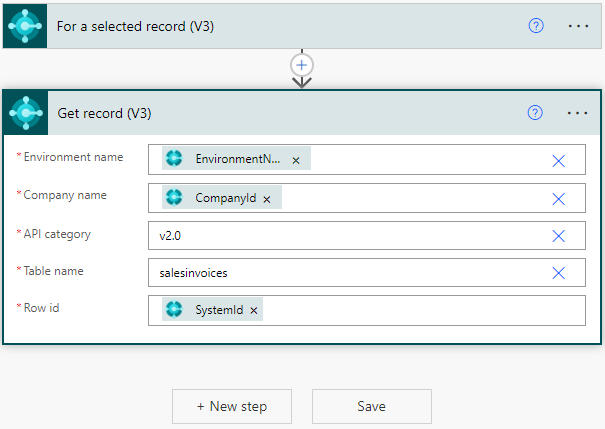 For a selected record (V3)
Get record (V3)
* Environment name EnvironmentN...
* Company name CompanyId
* API category v2.0
* Table name salesinvoices
* Row id SystemId
+ New step Save